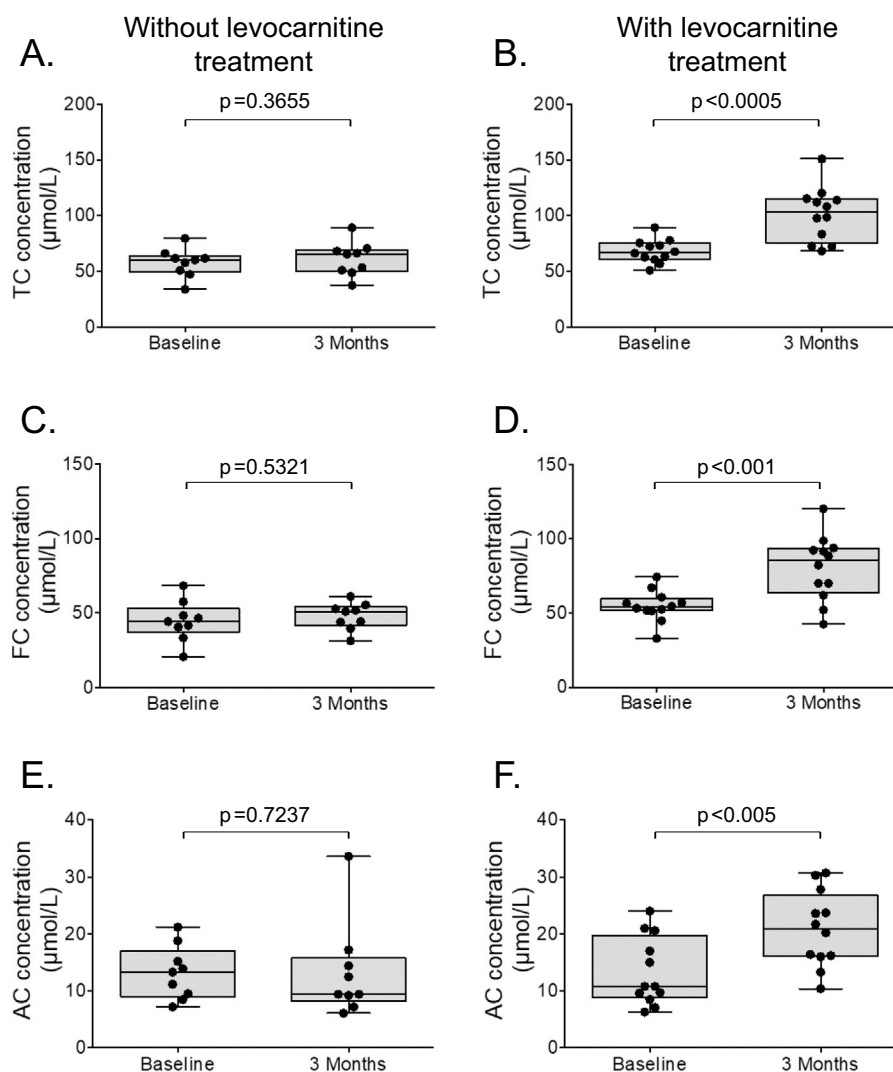 Without levocarnitine
treatment
With levocarnitine
treatment
A.
TC concentration
(µmol/L)
200
150
100
50
0
p=0.3655
Baseline
3 Months
B.
TC concentration
(µmol/L)
200
150
100
50
0
p<0.0005
Baseline
3 Months
C.
FC concentration
(µmol/L)
150
100
50
0
p=0.5321
Baseline
3 Months
D.
FC concentration
(µmol/L)
150
100
50
0
p<0.001
Baseline
3 Months
E.
AC concentration
(µmol/L)
40
30
20
10
0
p=0.7237
Baseline
3 Months
F.
AC concentration
(µmol/L)
40
30
20
10
0
p<0.005
Baseline
3 Months